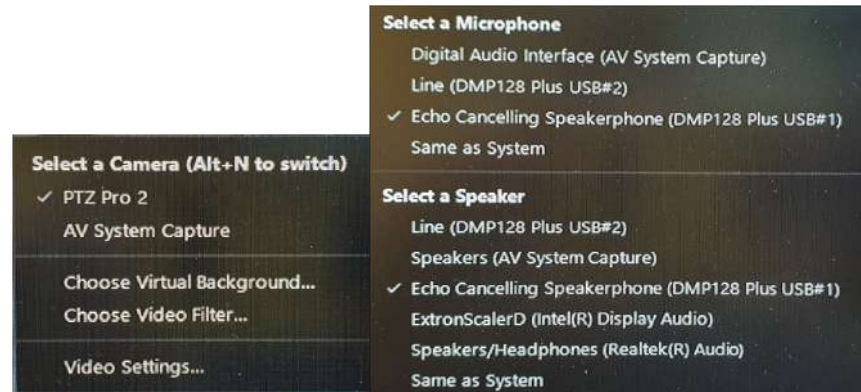 Select a Camera (Alt+N to switch)
✓ PTZ Pro 2
AV System Capture
Choose Virtual Background...
Choose Video Filter...
Video Settings...
Select a Microphone
Digital Audio Interface (AV System Capture)
Line (DMP128 Plus USB#2)
✓ Echo Cancelling Speakerphone (DMP128 Plus USB#1)
Same as System
Select a Speaker
Line (DMP128 Plus USB#2)
Speakers (AV System Capture)
✓ Echo Cancelling Speakerphone (DMP128 Plus USB#1)
ExtronScalerD (Intel(R) Display Audio)
Speakers/Headphones (Realtek(R) Audio)
Same as System